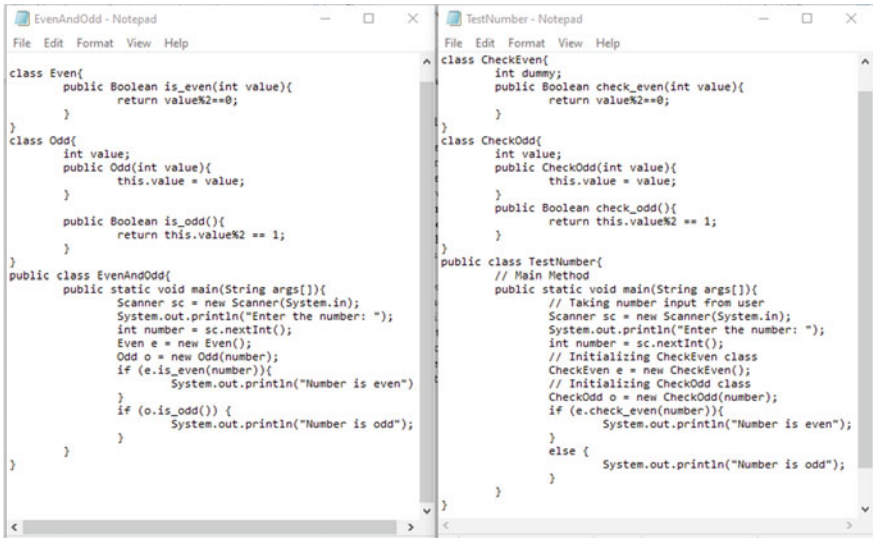 EvenAndOdd - Notepad
File Edit Format View Help
class Even{
        public Boolean is_even(int value){
                return value%2==0;
        }
}
class Odd{
        int value;
        public Odd(int value){
                this.value = value;
        }

        public Boolean is_odd(){
                return this.value%2 == 1;
        }
}
public class EvenAndOdd{
        public static void main(String args[]){
                Scanner sc = new Scanner(System.in);
                System.out.println("Enter the number: ");
                int number = sc.nextInt();
                Even e = new Even();
                Odd o = new Odd(number);
                if (e.is_even(number)){
                        System.out.println("Number is even")
                }
                if (o.is_odd()) {
                        System.out.println("Number is odd");
                }
        }
}
TestNumber - Notepad
File Edit Format View Help
class CheckEven{
        int dummy;
        public Boolean check_even(int value){
                return value%2==0;
        }
}
class CheckOdd{
        int value;
        public CheckOdd(int value){
                this.value = value;
        }
        public Boolean check_odd(){
                return this.value%2 == 1;
        }
}
public class TestNumber{
        // Main Method
        public static void main(String args[]){
                // Taking number input from user
                Scanner sc = new Scanner(System.in);
                System.out.println("Enter the number: ");
                int number = sc.nextInt();
                // Initializing CheckEven class
                CheckEven e = new CheckEven();
                // Initializing CheckOdd class
                CheckOdd o = new CheckOdd(number);
                if (e.check_even(number)){
                        System.out.println("Number is even");
                }
                else {
                        System.out.println("Number is odd");
                }
        }
}